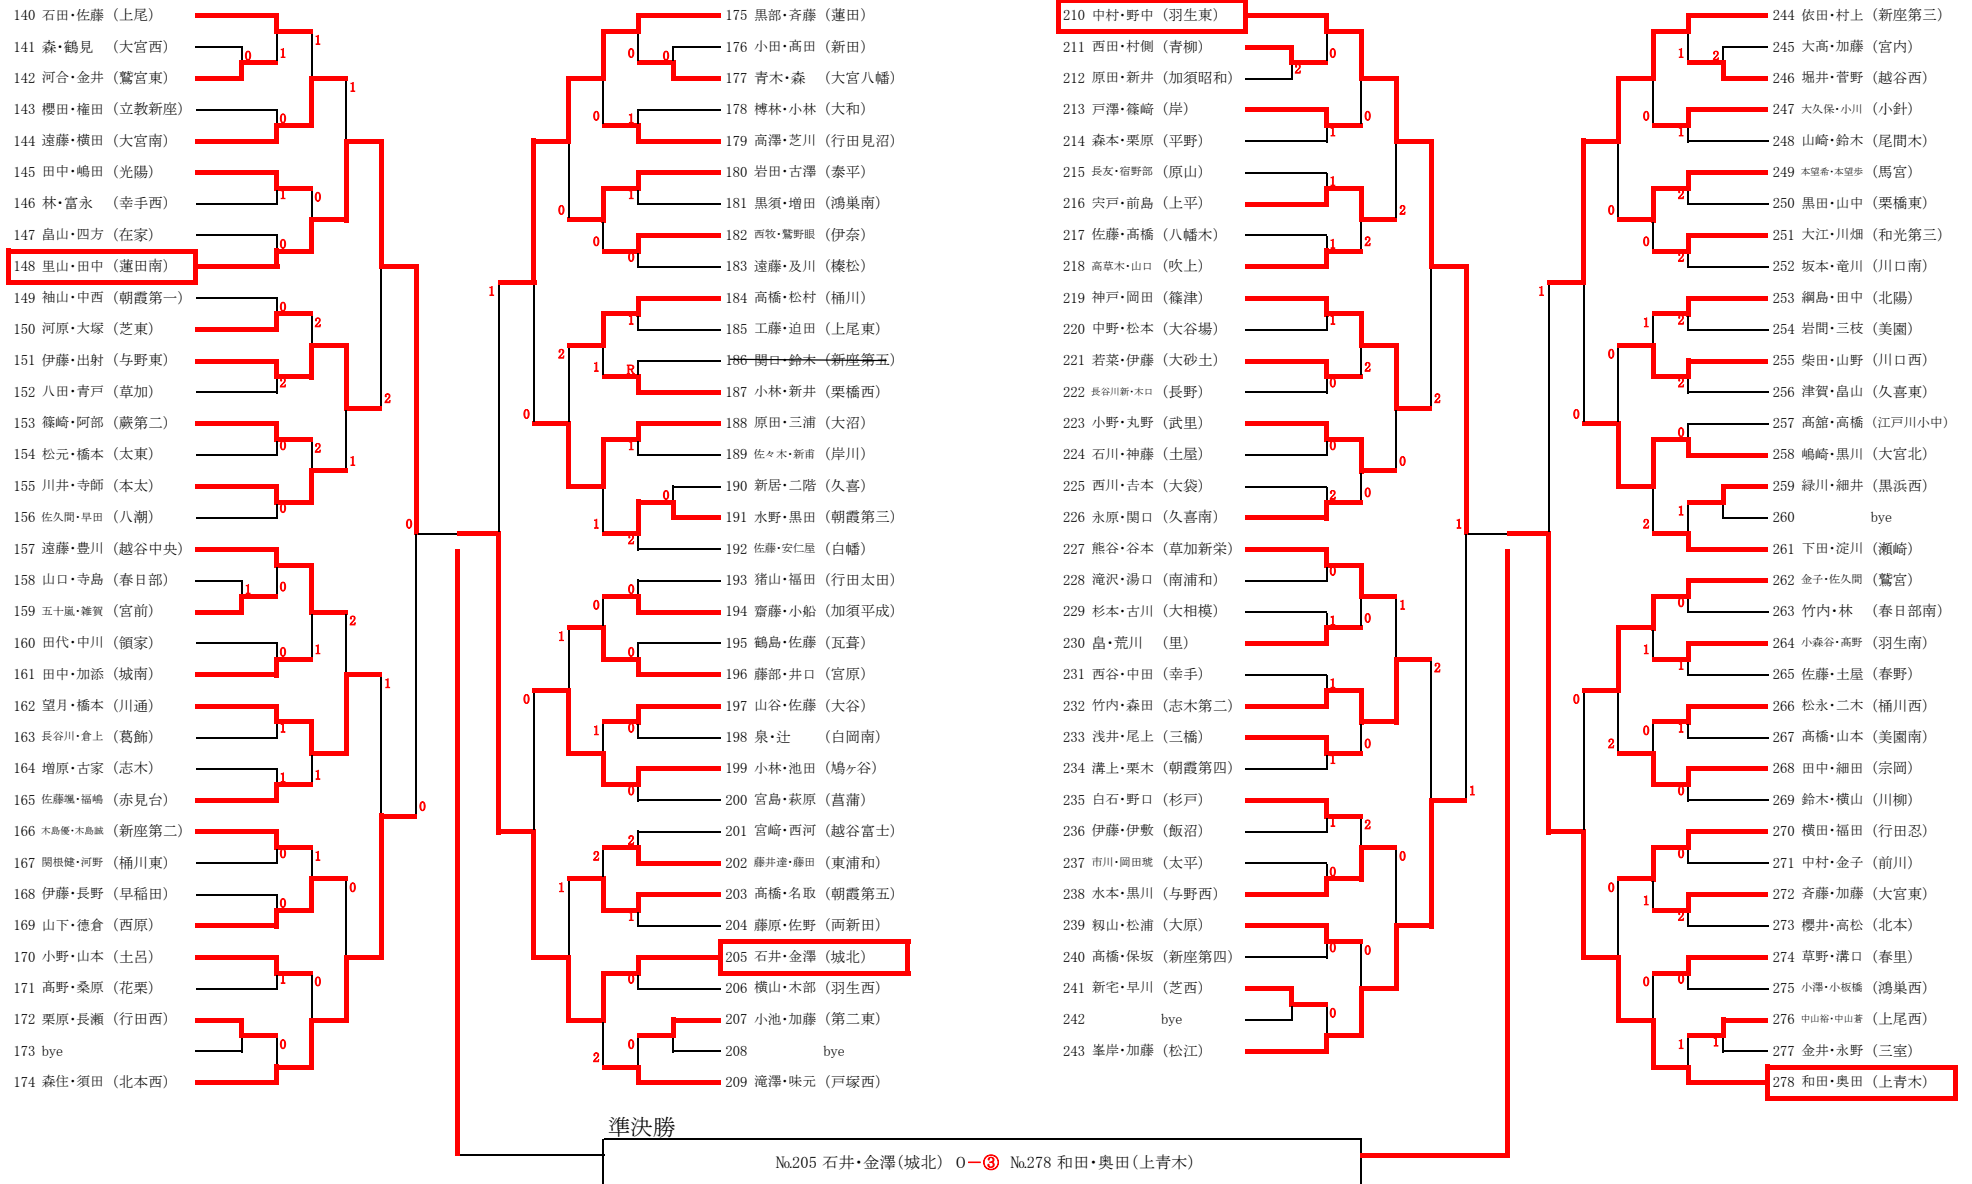 140 石田・佐藤 (上尾)
141 森・鶴見 (大宮西)
142 河合・金井 (鷲宮東)
143 櫻田・権田 (立教新座)
144 遠藤・横田 (大宮南)
145 田中・嶋田 (光陽)
146 林・富永 (幸手西)
147 畠山・四方 (在家)
148 里山・田中 (蓮田南)
149 袖山・中西 (朝霞第一)
150 河原・大塚 (芝東)
151 伊藤・出射 (与野東)
152 八田・青戸 (草加)
153 篠崎・阿部 (蕨第二)
154 松元・橋本 (太東)
155 川井・寺師 (本太)
156 佐久間・早田 (八潮)
157 遠藤・豊川 (越谷中央)
158 山口・寺島 (春日部)
159 五十嵐・雑賀 (宮前)
160 田代・中川 (領家)
161 田中・加添 (城南)
162 望月・橋本 (川通)
163 長谷川・倉上 (葛飾)
164 増原・古家 (志木)
165 佐藤颯・福嶋 (赤見台)
166 木島優・木島誠 (新座第二)
167 関根健・河野 (桶川東)
168 伊藤・長野 (早稲田)
169 山下・徳倉 (西原)
170 小野・山本 (土呂)
171 髙野・桑原 (花栗)
172 栗原・長瀬 (行田西)
173 bye
174 森住・須田 (北本西)
175 黒部・斉藤 (蓮田)
176 小田・髙田 (新田)
177 青木・森 (大宮八幡)
178 榑林・小林 (大和)
179 高澤・芝川 (行田見沼)
180 岩田・古澤 (泰平)
181 黒須・増田 (鴻巣南)
182 西牧・鷲野眼 (伊奈)
183 遠藤・及川 (榛松)
184 高橋・松村 (桶川)
185 工藤・迫田 (上尾東)
186 関口・鈴木 (新座第五)
187 小林・新井 (栗橋西)
188 原田・三浦 (大沼)
189 佐々木・新甫 (岸川)
190 新居・二階 (久喜)
191 水野・黒田 (朝霞第三)
192 佐藤・安仁屋 (白幡)
193 猪山・福田 (行田太田)
194 齋藤・小船 (加須平成)
195 鶴島・佐藤 (瓦葺)
196 藤部・井口 (宮原)
197 山谷・佐藤 (大谷)
198 泉・辻 (白岡南)
199 小林・池田 (鳩ヶ谷)
200 宮島・萩原 (菖蒲)
201 宮﨑・西河 (越谷富士)
202 藤井達・藤田 (東浦和)
203 髙橋・名取 (朝霞第五)
204 藤原・佐野 (両新田)
205 石井・金澤 (城北)
206 横山・木部 (羽生西)
207 小池・加藤 (第二東)
208 bye
209 滝澤・味元 (戸塚西)
210 中村・野中 (羽生東)
211 西田・村側 (青柳)
212 原田・新井 (加須昭和)
213 戸澤・篠﨑 (岸)
214 森本・栗原 (平野)
215 長友・宿野部 (原山)
216 宍戸・前島 (上平)
217 佐藤・髙橋 (八幡木)
218 高草木・山口 (吹上)
219 神戸・岡田 (篠津)
220 中野・松本 (大谷場)
221 若菜・伊藤 (大砂土)
222 長谷川新・木口 (長野)
223 小野・丸野 (武里)
224 石川・神藤 (土屋)
225 西川・吉本 (大袋)
226 永原・関口 (久喜南)
227 熊谷・谷本 (草加新栄)
228 滝沢・湯口 (南浦和)
229 杉本・古川 (大相模)
230 畠・荒川 (里)
231 西谷・中田 (幸手)
232 竹内・森田 (志木第二)
233 浅井・尾上 (三橋)
234 溝上・栗木 (朝霞第四)
235 白石・野口 (杉戸)
236 伊藤・伊敷 (飯沼)
237 市川・岡田琥 (太平)
238 水本・黒川 (与野西)
239 籾山・松浦 (大原)
240 髙橋・保坂 (新座第四)
241 新宅・早川 (芝西)
242 bye
243 峯岸・加藤 (松江)
244 依田・村上 (新座第三)
245 大髙・加藤 (宮内)
246 堀井・菅野 (越谷西)
247 大久保・小川 (小針)
248 山崎・鈴木 (尾間木)
249 本望希・本望歩 (馬宮)
250 黒田・山中 (栗橋東)
251 大江・川畑 (和光第三)
252 坂本・竜川 (川口南)
253 綱島・田中 (北陽)
254 岩間・三枝 (美園)
255 柴田・山野 (川口西)
256 津賀・畠山 (久喜東)
257 髙舘・高橋 (江戸川小中)
258 嶋崎・黒川 (大宮北)
259 緑川・細井 (黒浜西)
260 bye
261 下田・淀川 (瀬崎)
262 金子・佐久間 (鷲宮)
263 竹内・林 (春日部南)
264 小森谷・髙野 (羽生南)
265 佐藤・土屋 (春野)
266 松永・二木 (桶川西)
267 髙橋・山本 (美園南)
268 田中・細田 (宗岡)
269 鈴木・横山 (川柳)
270 横田・福田 (行田忍)
271 中村・金子 (前川)
272 斉藤・加藤 (大宮東)
273 櫻井・高松 (北本)
274 草野・溝口 (春里)
275 小澤・小板橋 (鴻巣西)
276 中山裕・中山蒼 (上尾西)
277 金井・永野 (三室)
278 和田・奥田 (上青木)
準決勝
№205 石井・金澤(城北) 0－③ №278 和田・奥田(上青木)